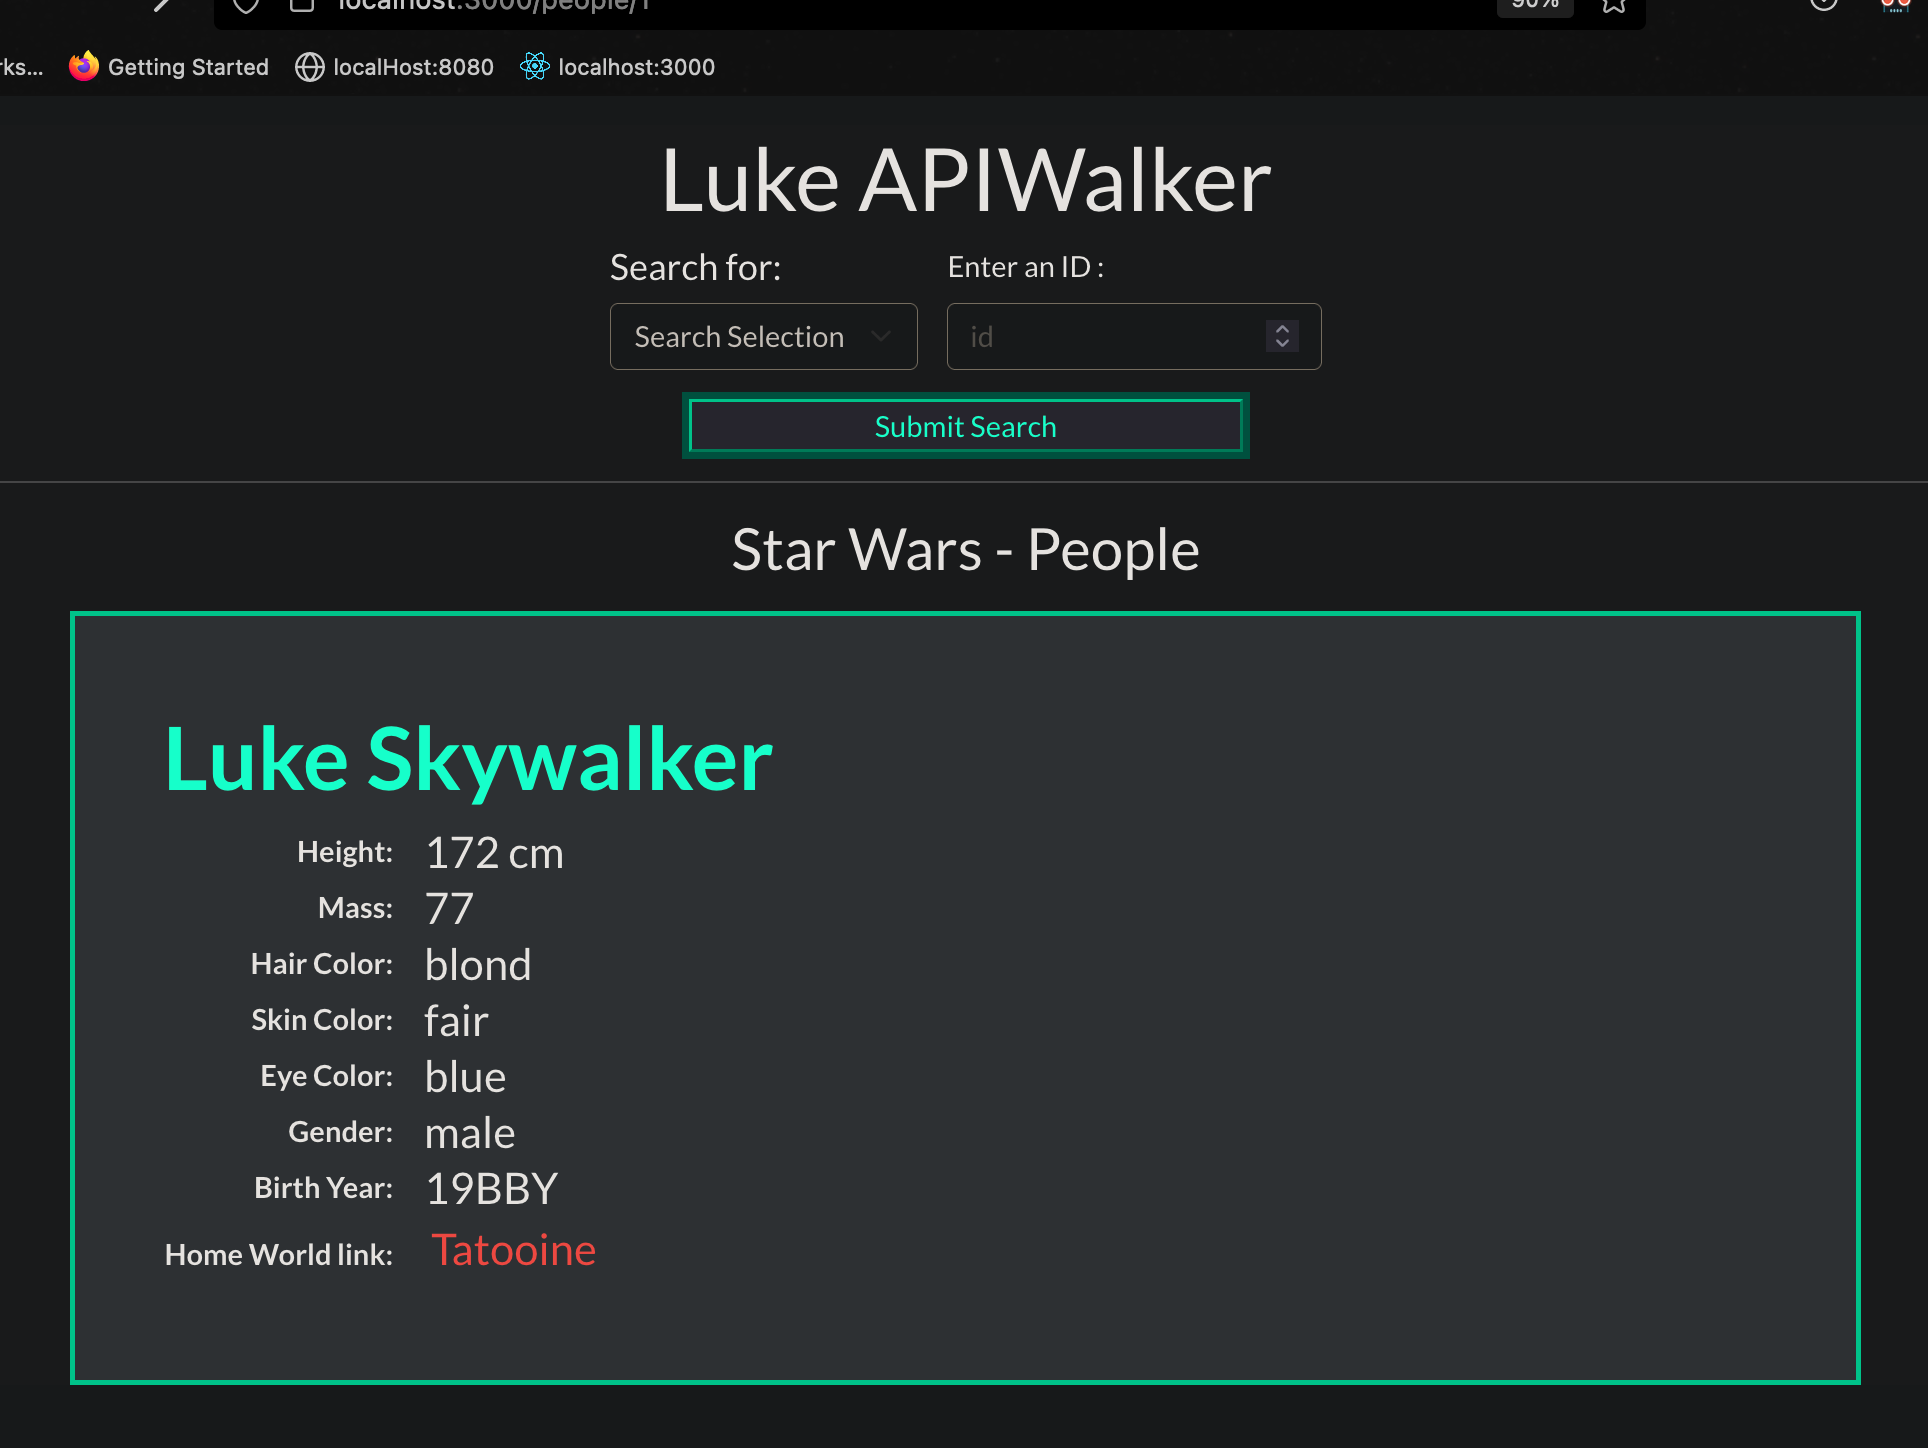 localhost:3000/people/1
90%
rks... Getting Started localHost:8080 localhost:3000
Luke APIWalker
Search for: Enter an ID :
Search Selection id
Submit Search
Star Wars - People
Luke Skywalker
Height: 172 cm
Mass: 77
Hair Color: blond
Skin Color: fair
Eye Color: blue
Gender: male
Birth Year: 19BBY
Home World link: Tatooine